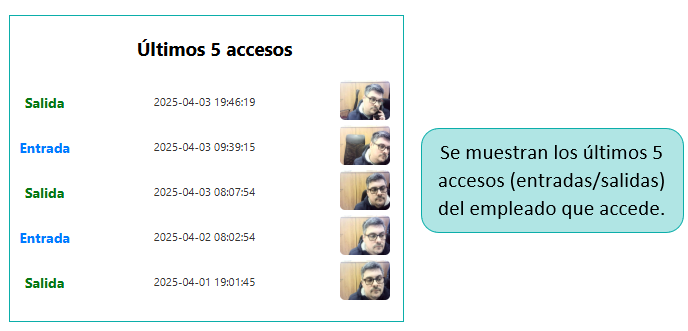 Últimos 5 accesos
Salida 2025-04-03 19:46:19
Entrada 2025-04-03 09:39:15
Salida 2025-04-03 08:07:54
Entrada 2025-04-02 08:02:54
Salida 2025-04-01 19:01:45
Se muestran los últimos 5
accesos (entradas/salidas)
del empleado que accede.